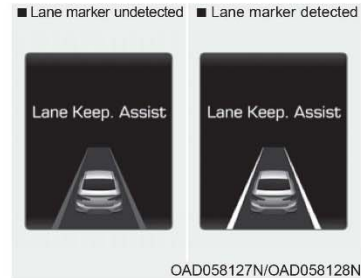 ■ Lane marker undetected ■ Lane marker detected
Lane Keep. Assist Lane Keep. Assist
OAD058127N/OAD058128N